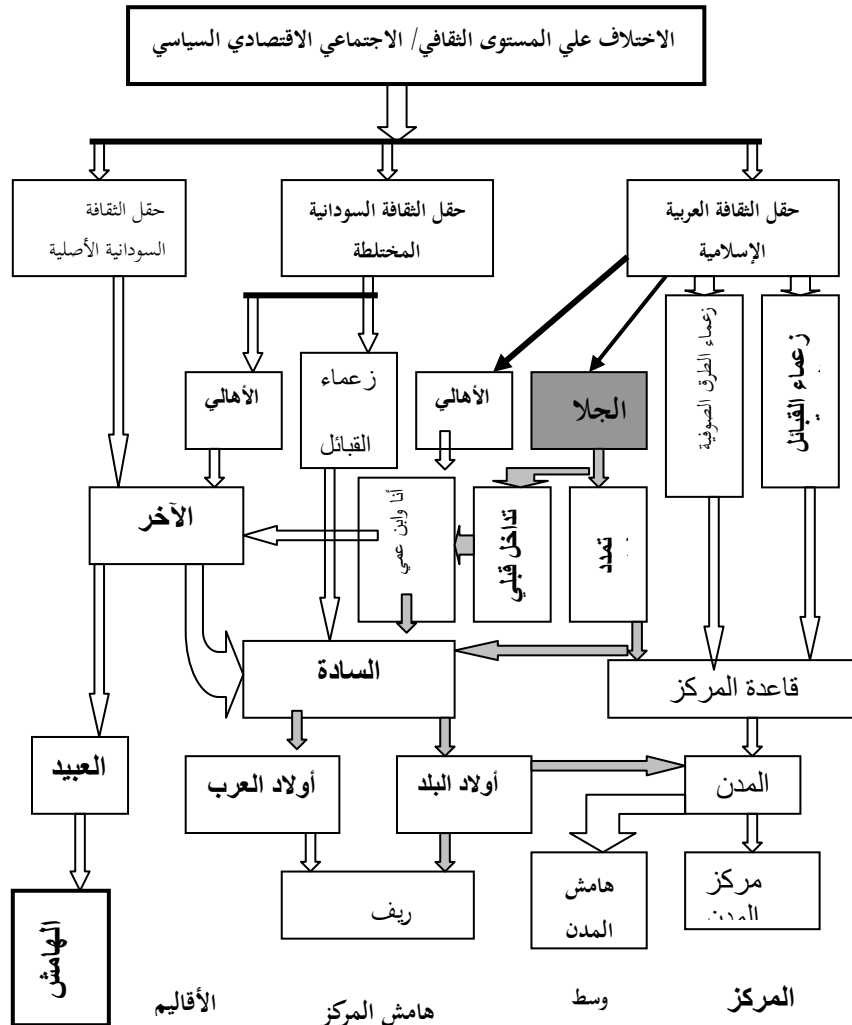 الاختلاف علي المستوى الثقافي/ الاجتماعي الاقتصادي السياسي
حقل الثقافة العربية
الإسلامية
حقل الثقافة السودانية
المختلطة
حقل الثقافة
السودانية الأصلية
زعماء القبائل
زعماء الطرق الصوفية
الجلا
الأهالي
زعماء
القبائل
الأهالي
تمدد
تداخل قبلي
أنا وابن عمي
الآخر
قاعدة المركز
السادة
المدن
أولاد البلد
أولاد العرب
العبيد
مركز
المدن
هامش
المدن
ريف
الهامش
المركز
وسط
هامش المركز
الأقاليم